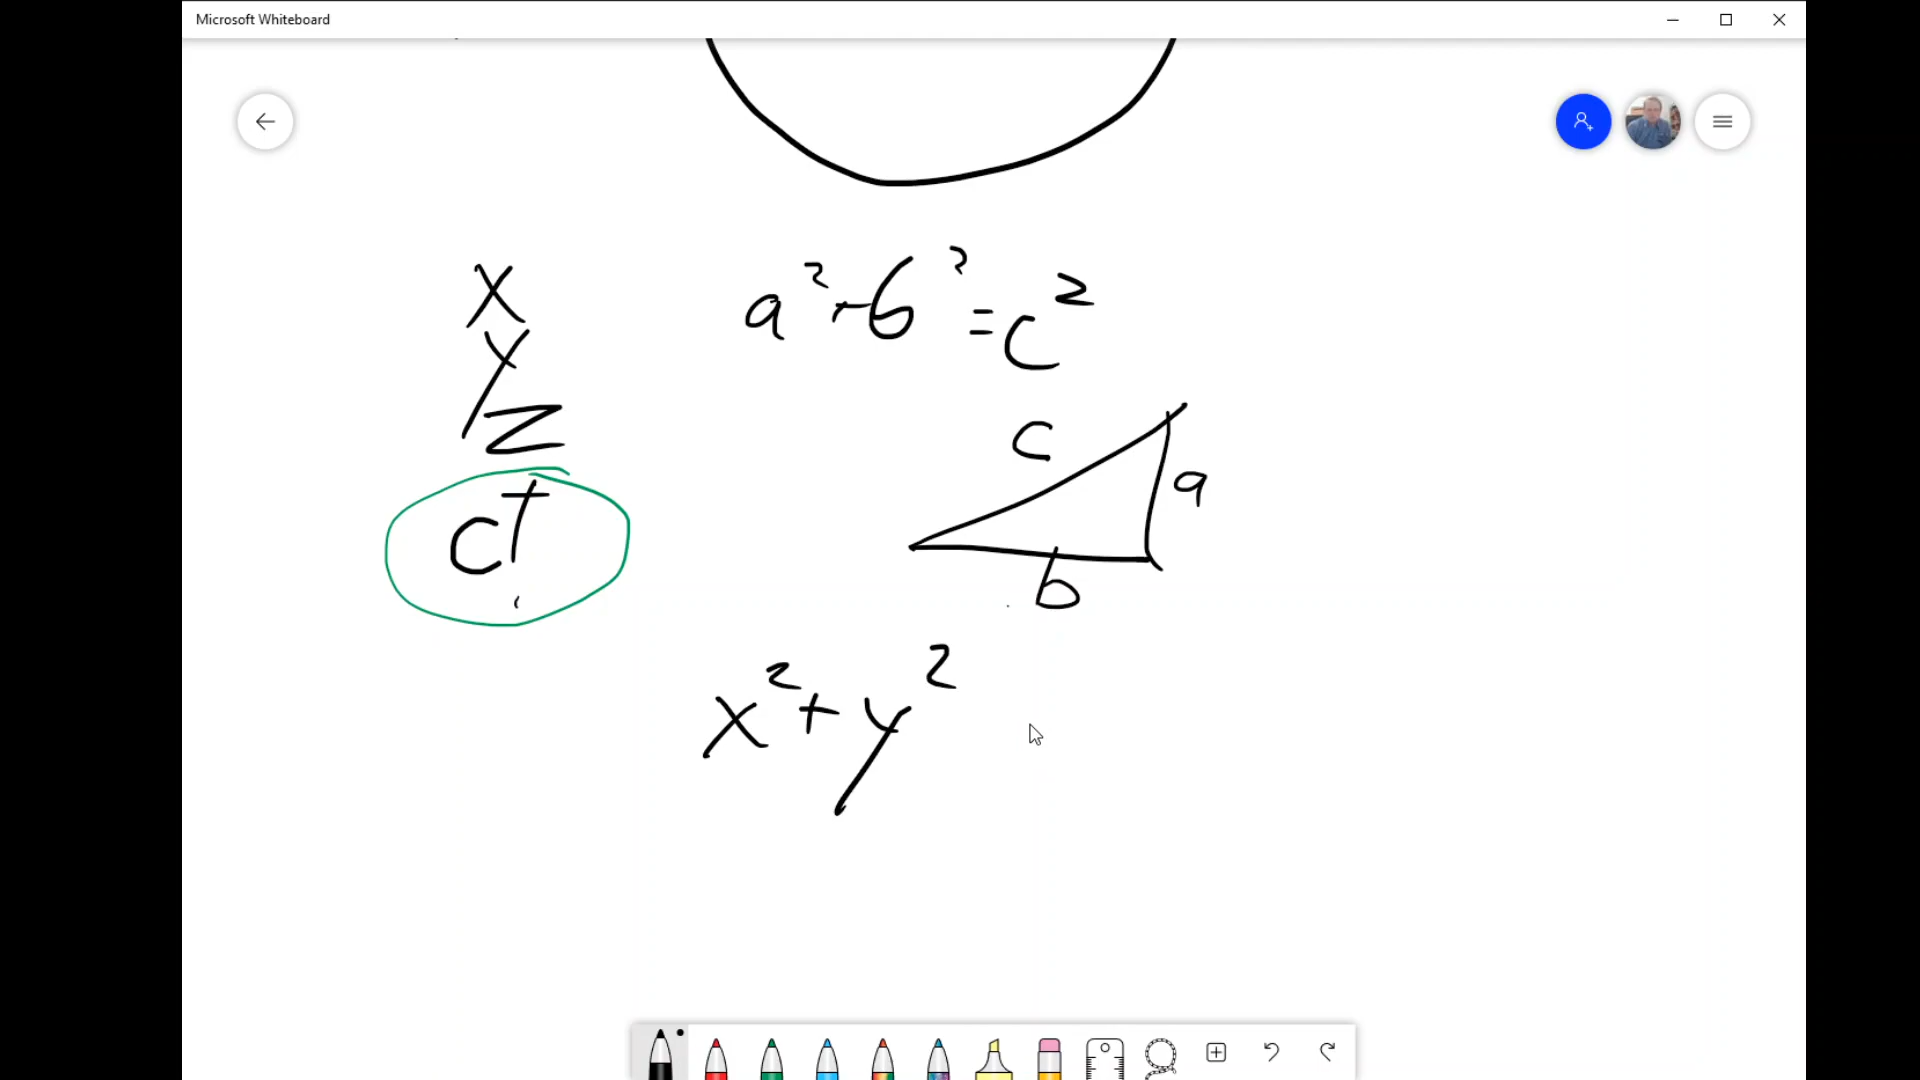 Microsoft Whiteboard
x
y
z
ct
a²+b²=c²
c
a
b
x²+y²